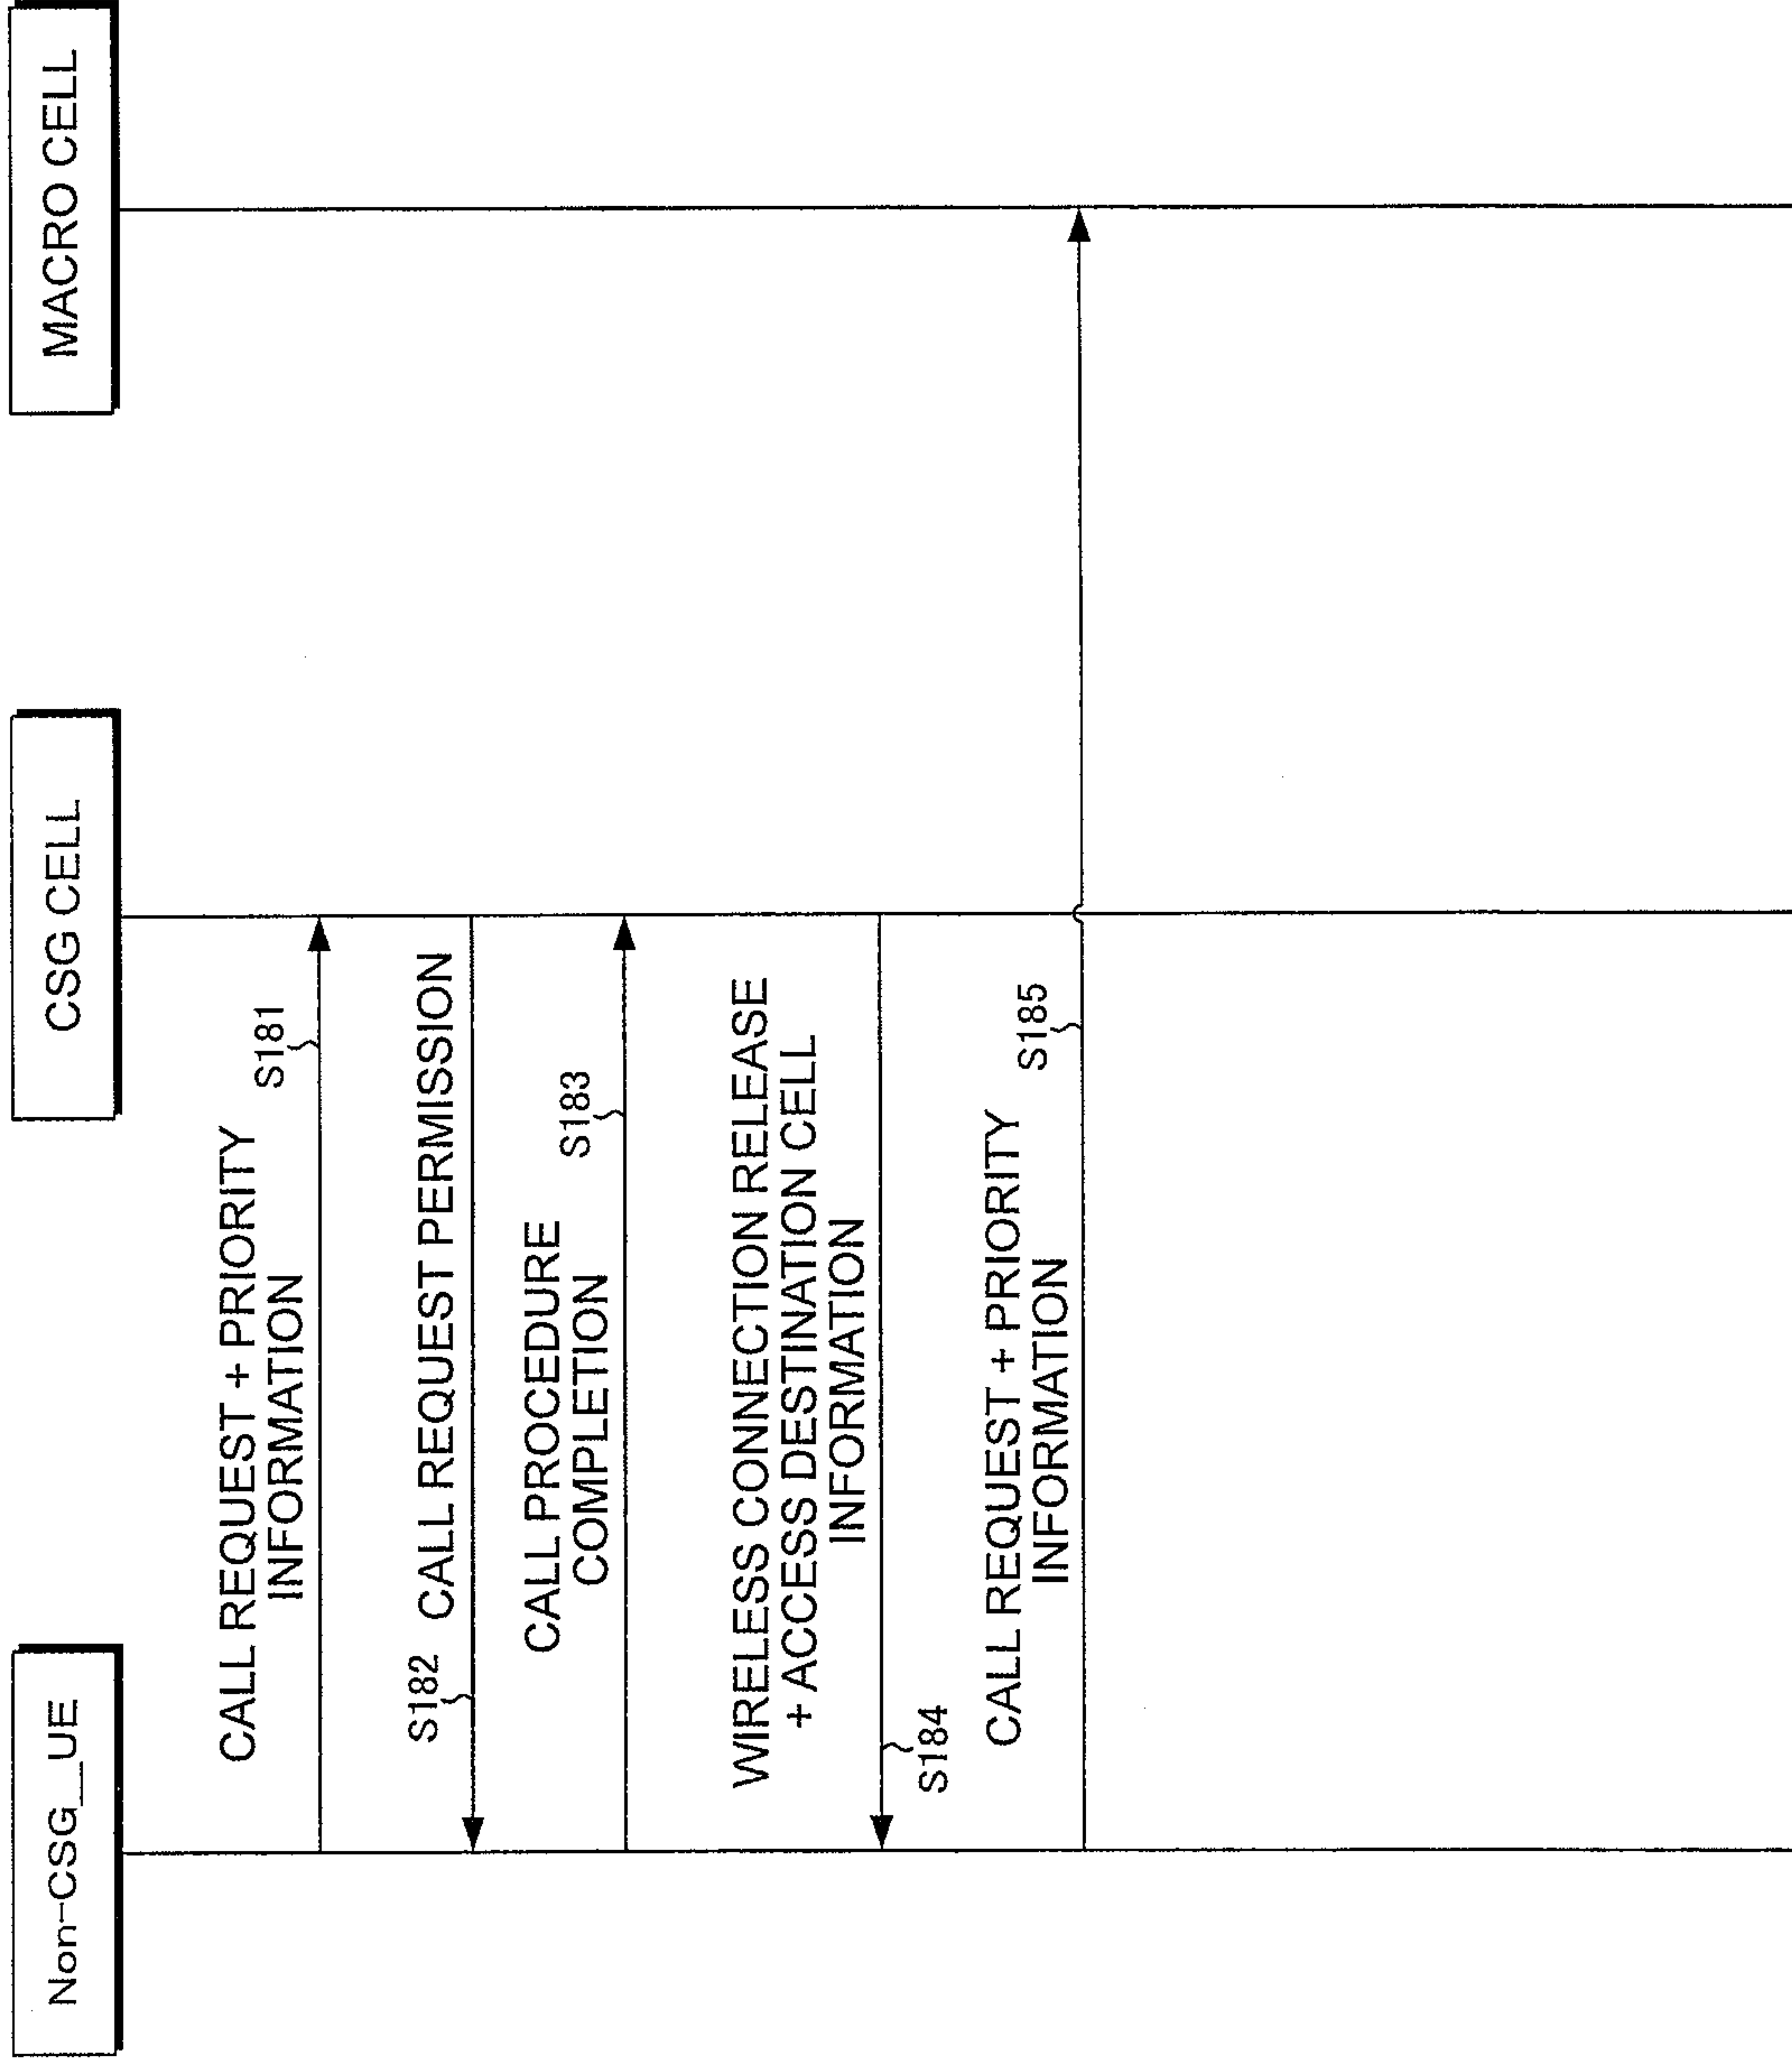 Non-CSG_UE
CSG CELL
MACRO CELL
CALL REQUEST + PRIORITY
INFORMATION
S181
S182
CALL REQUEST PERMISSION
CALL PROCEDURE
COMPLETION
S183
WIRELESS CONNECTION RELEASE
+ ACCESS DESTINATION CELL
INFORMATION
S184
CALL REQUEST + PRIORITY
INFORMATION
S185